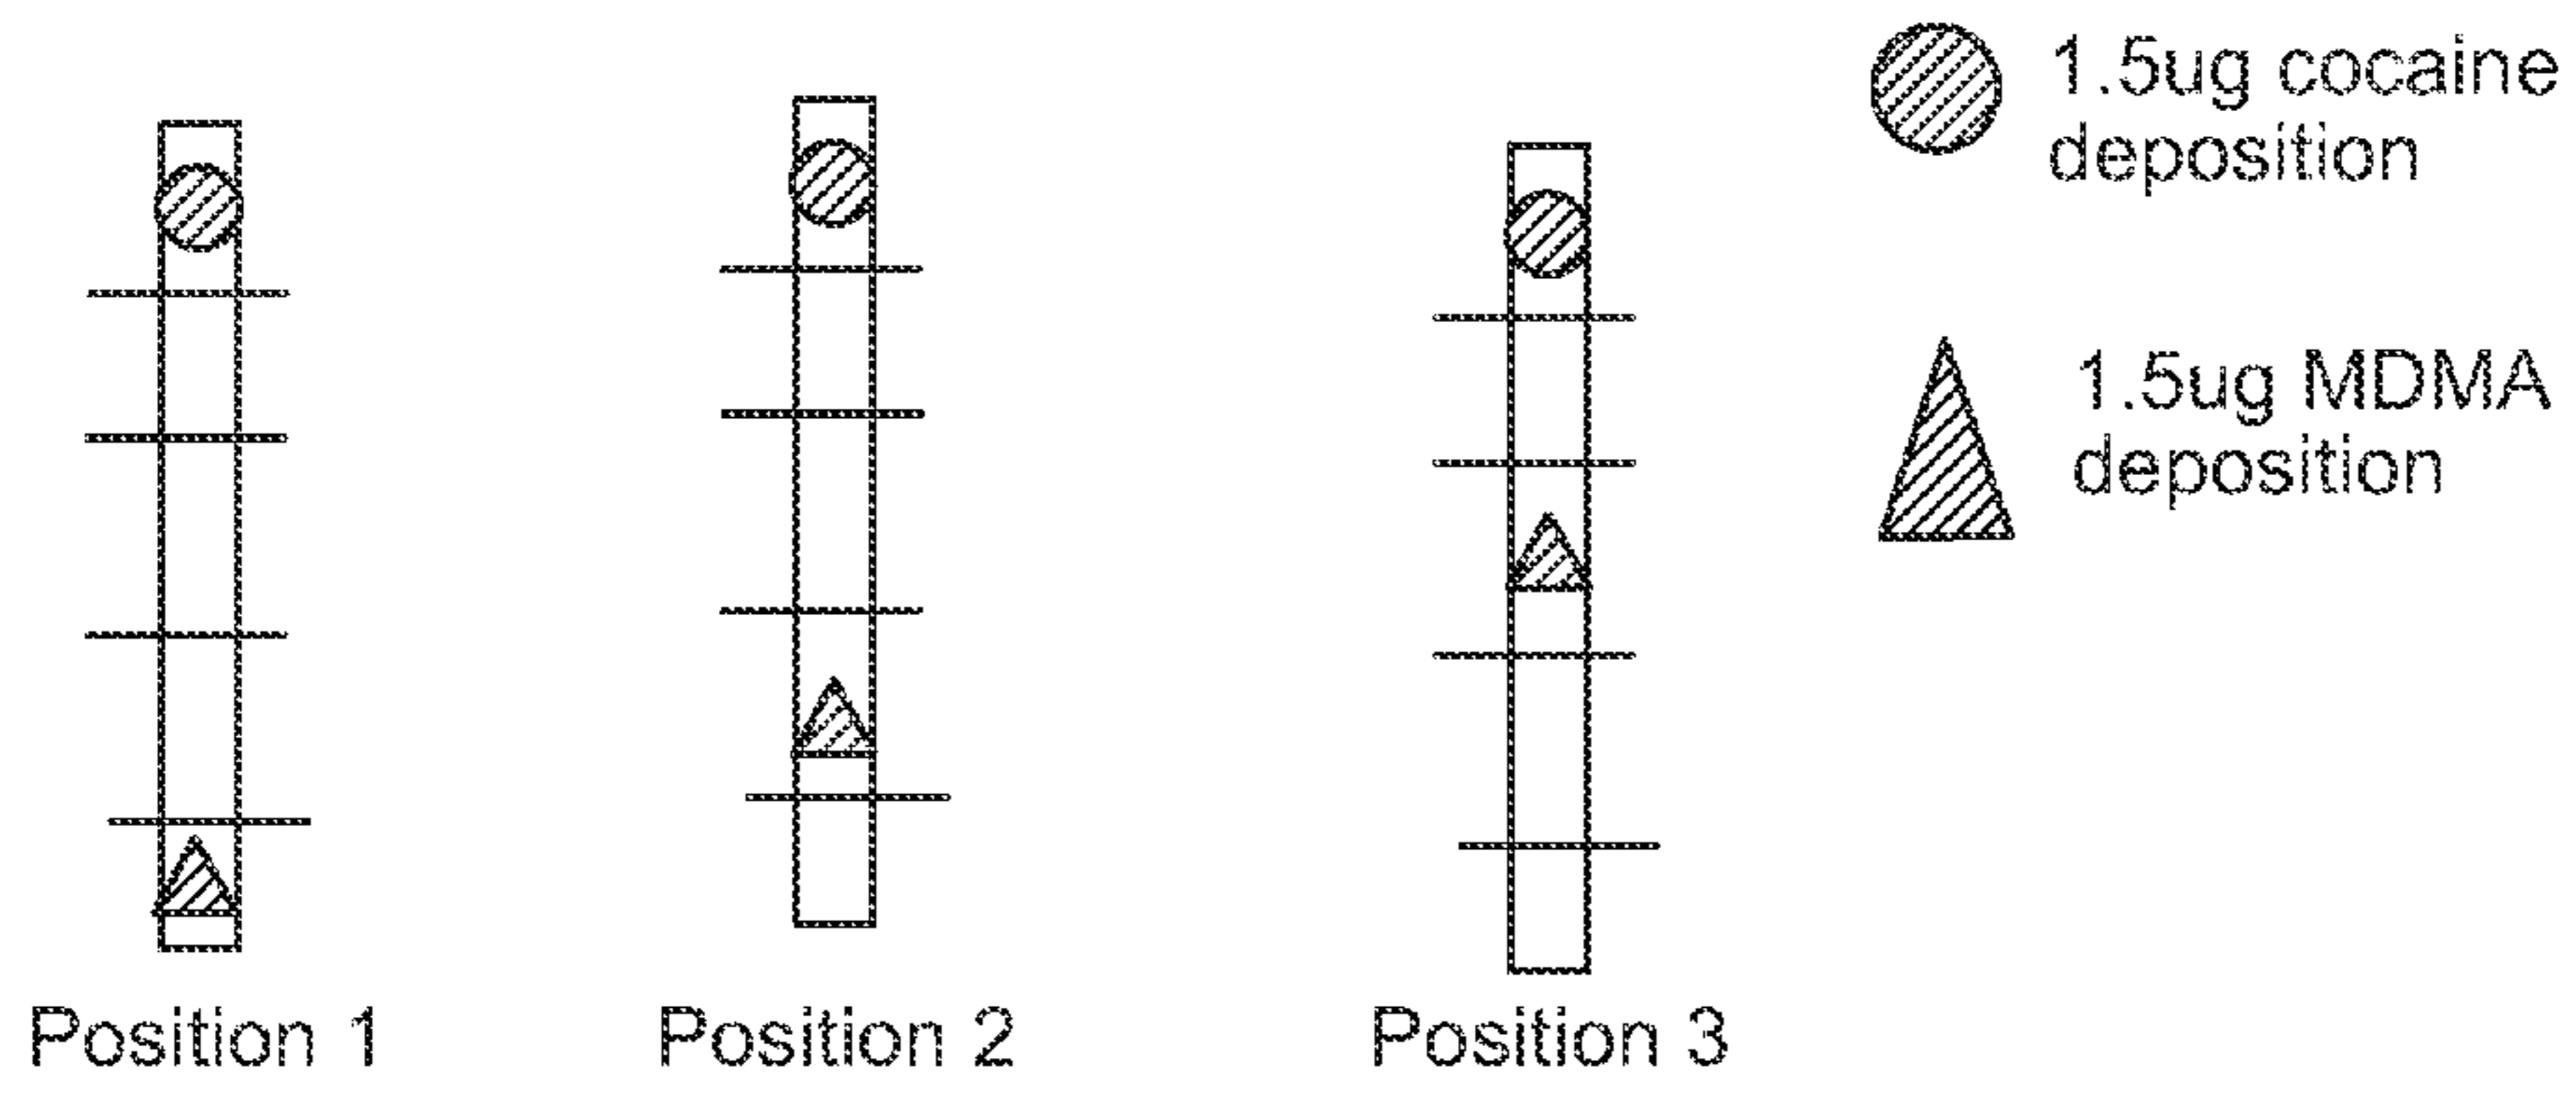 1.5ug cocaine
deposition
1.5ug MDMA
deposition
Position 1
Position 2
Position 3